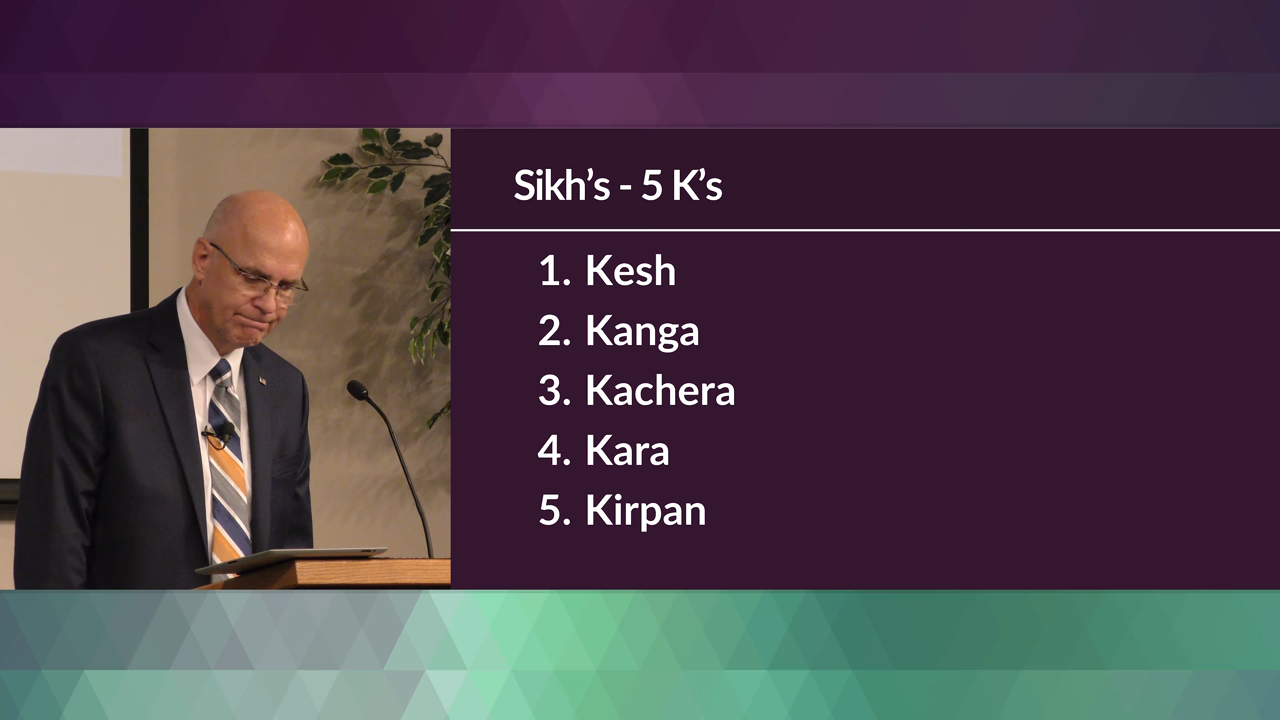 Sikh’s - 5 K’s
1. Kesh
2. Kanga
3. Kachera
4. Kara
5. Kirpan